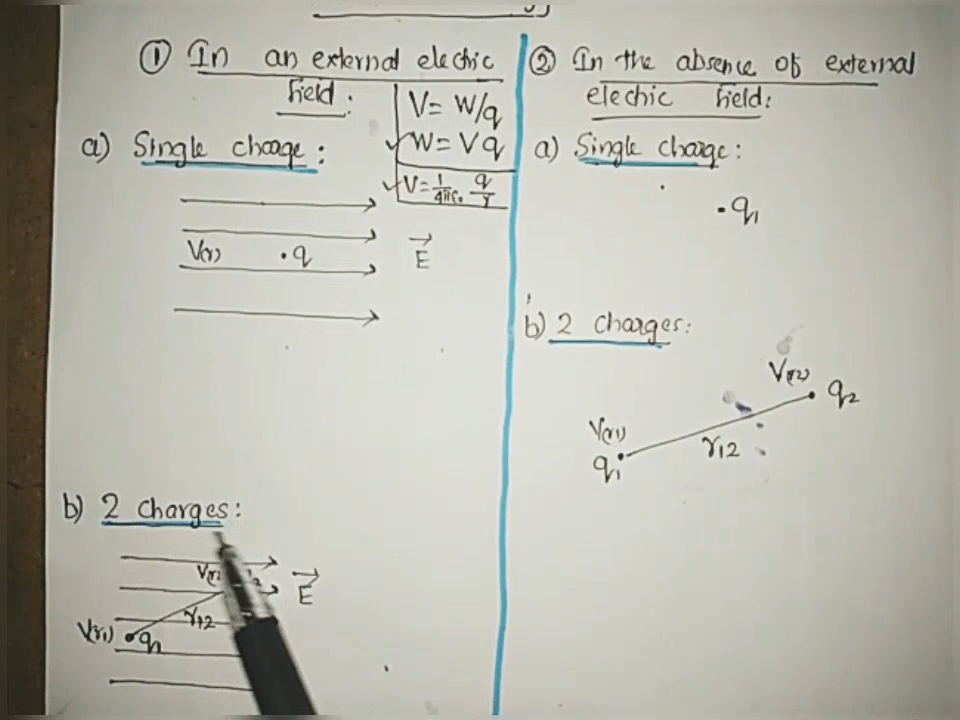 ① In an external electric
field:
V = W/q
✓W = Vq
✓V = 1/4πε₀ q/r
a) Single charge:
V(r) . q
E
b) 2 charges:
E
r12
V(r1) q1
② In the absence of external
electric field:
a) Single charge:
. q1
b) 2 charges:
V(r2) q2
V(r1)
q1 r12